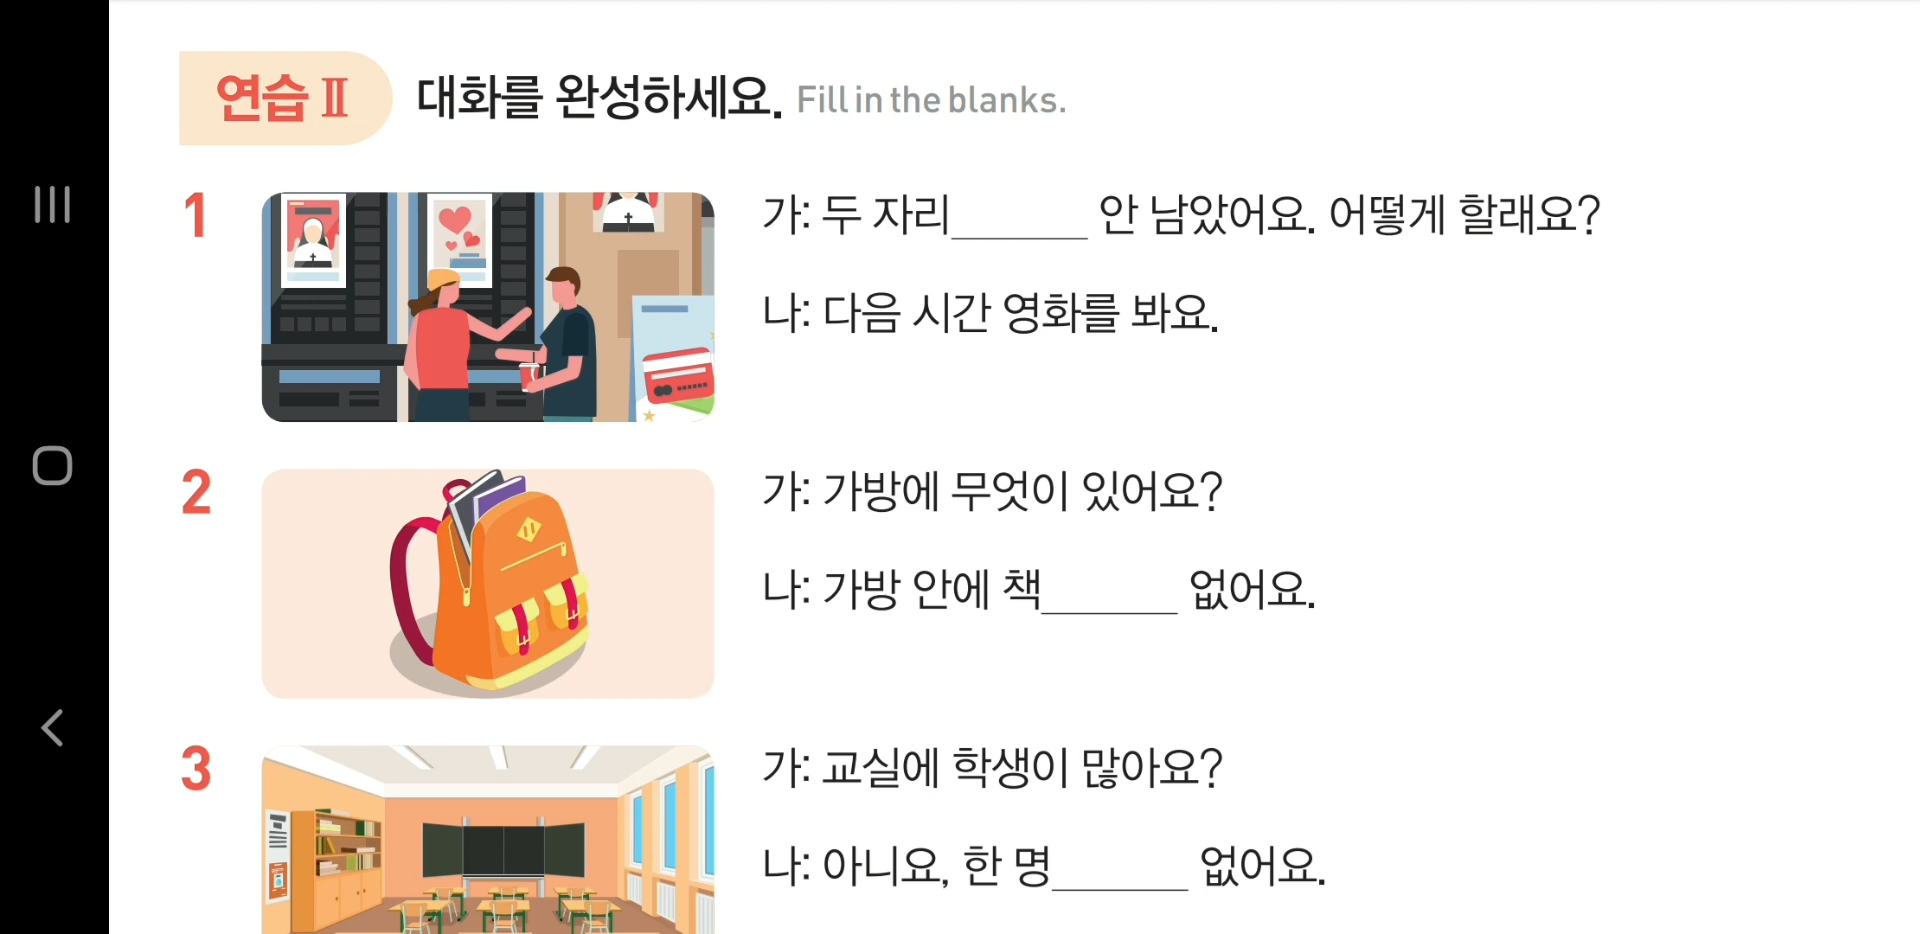 연습 Ⅱ 대화를 완성하세요. Fill in the blanks.
1
가: 두 자리_______ 안 남았어요. 어떻게 할래요?
나: 다음 시간 영화를 봐요.
2
가: 가방에 무엇이 있어요?
나: 가방 안에 책_______ 없어요.
3
가: 교실에 학생이 많아요?
나: 아니요, 한 명_______ 없어요.